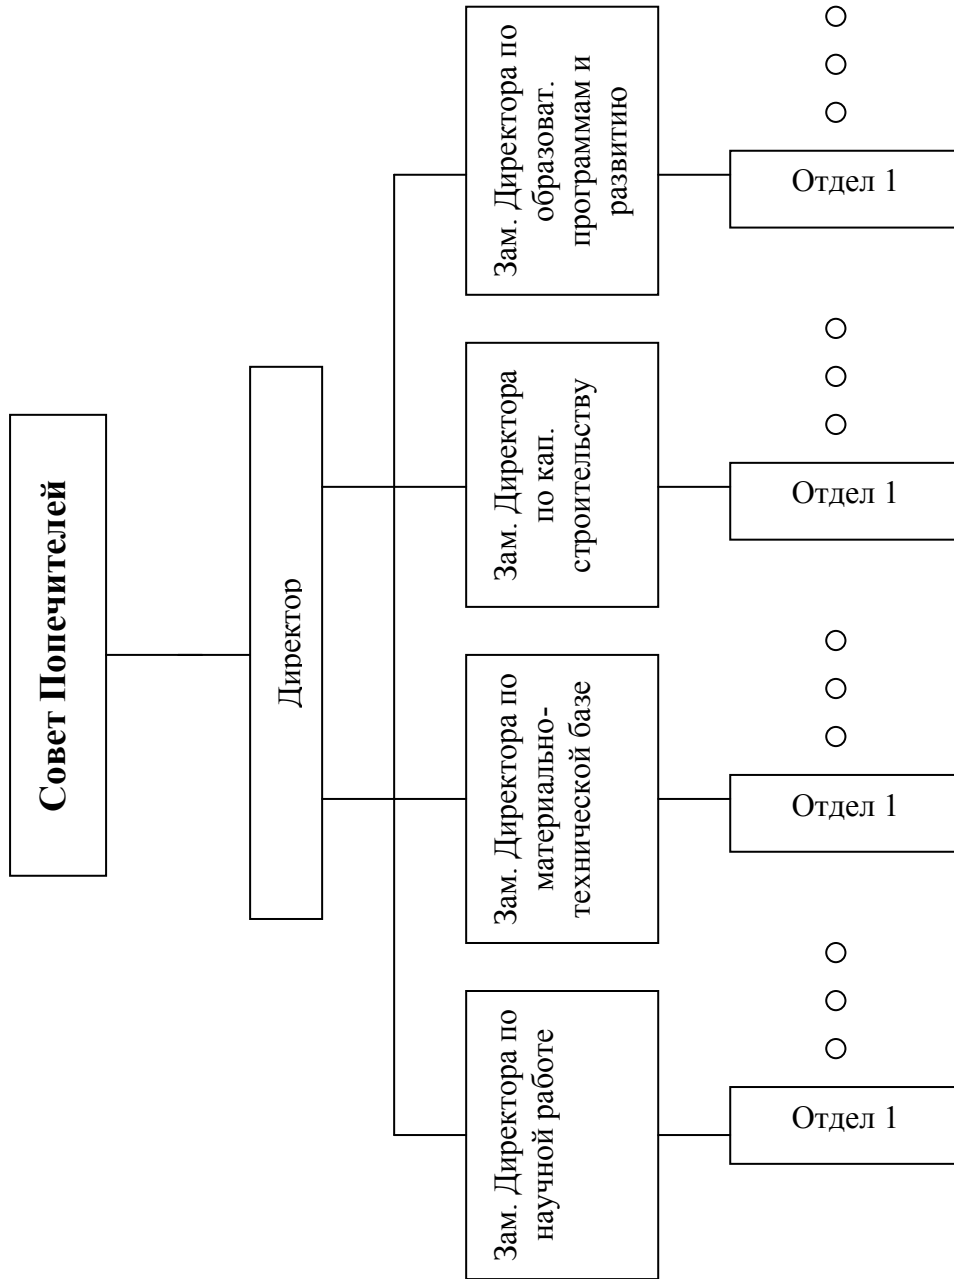 Совет Попечителей
Директор
Зам. Директора по
научной работе
Зам. Директора по
материально-
технической базе
Зам. Директора
по кап.
строительству
Зам. Директора по
образоват.
программам и
развитию
Отдел 1
Отдел 1
Отдел 1
Отдел 1